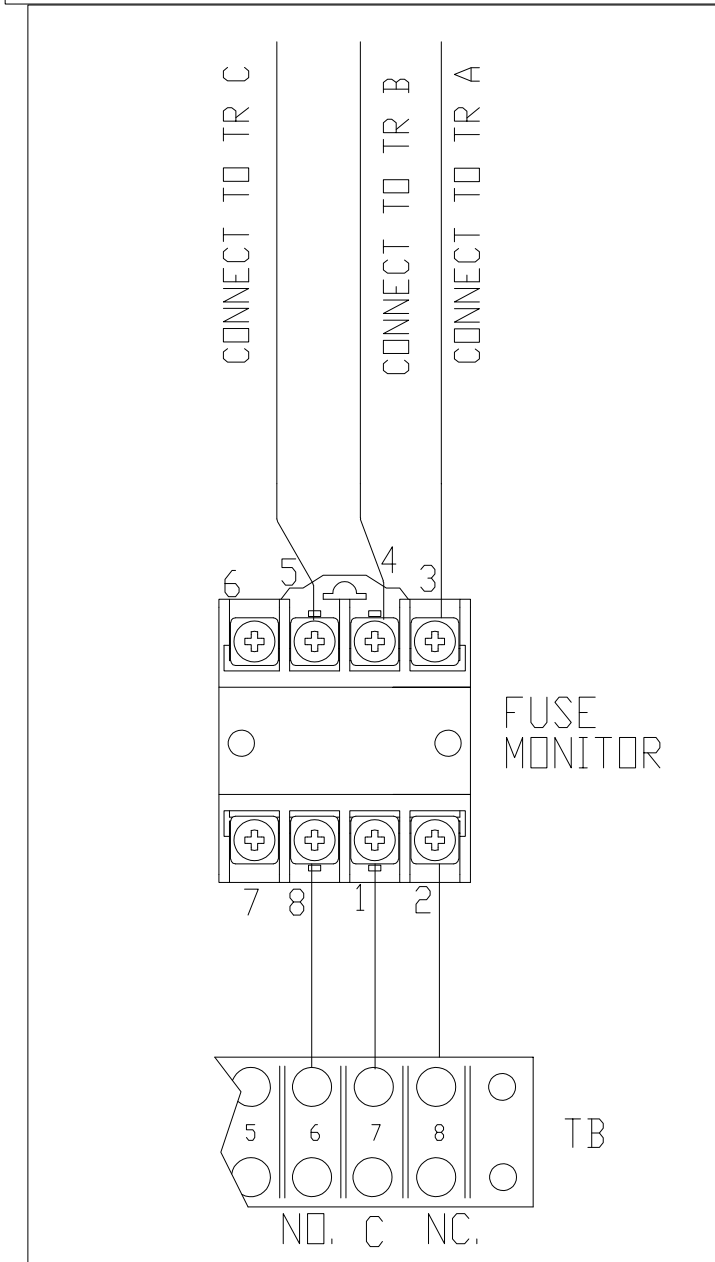 CONNECT TO TR C
CONNECT TO TR B
CONNECT TO TR A
6 5 4 3
FUSE
MONITOR
7 8 1 2
5 6 7 8
TB
NO. C NC.